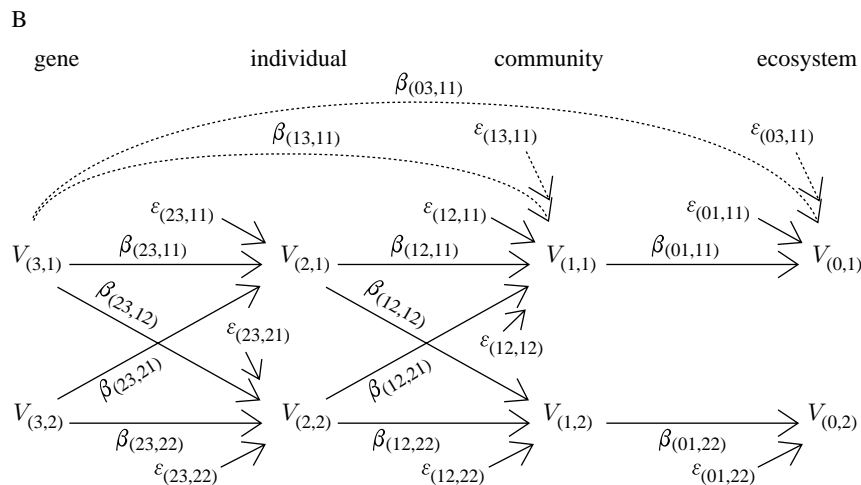 B
gene individual community ecosystem
β(03,11)
β(13,11) ε(13,11) ε(03,11)
ε(23,11) ε(12,11) ε(01,11)
V(3,1) β(23,11) V(2,1) β(12,11) V(1,1) β(01,11) V(0,1)
β(23,12) β(12,12)
ε(23,21) ε(12,12)
β(23,21) β(12,21)
V(3,2) V(2,2) V(1,2) V(0,2)
β(23,22) β(12,22) β(01,22)
ε(23,22) ε(12,22) ε(01,22)